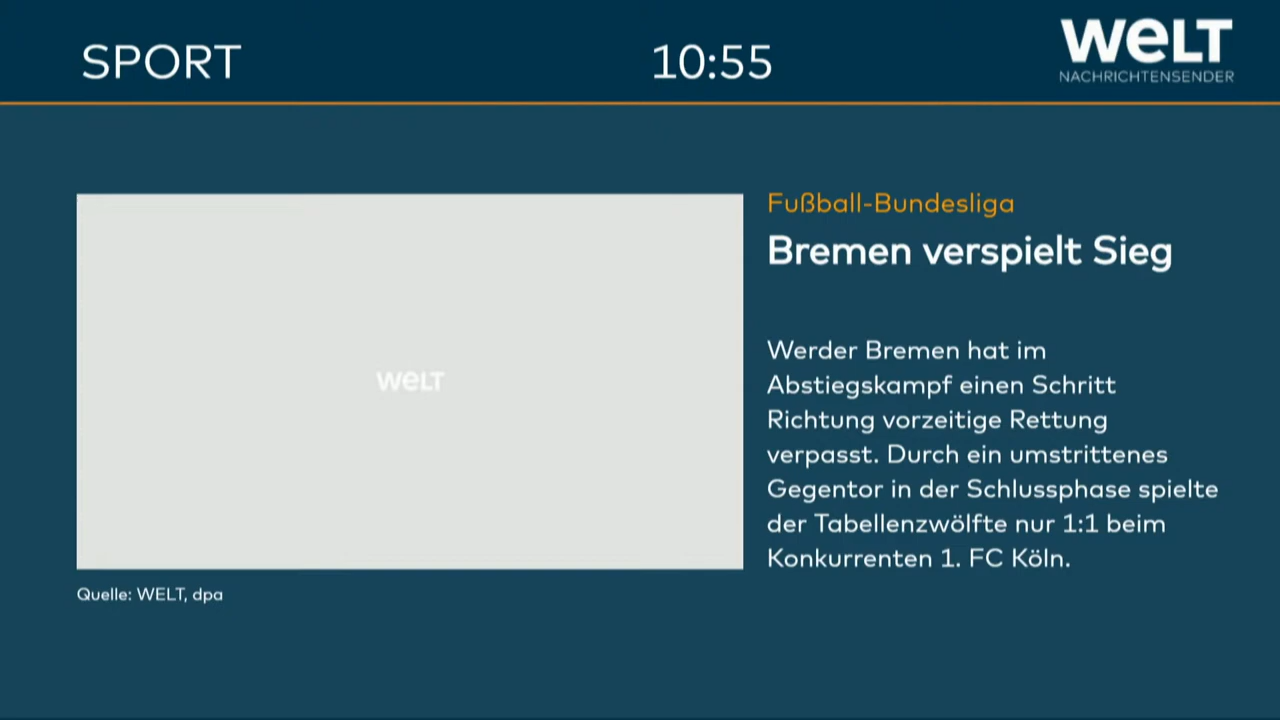 SPORT
10:55
WELT
NACHRICHTENSENDER
Fußball-Bundesliga
Bremen verspielt Sieg
Werder Bremen hat im
Abstiegskampf einen Schritt
Richtung vorzeitige Rettung
verpasst. Durch ein umstrittenes
Gegentor in der Schlussphase spielte
der Tabellenzwölfte nur 1:1 beim
Konkurrenten 1. FC Köln.
WELT
Quelle: WELT, dpa